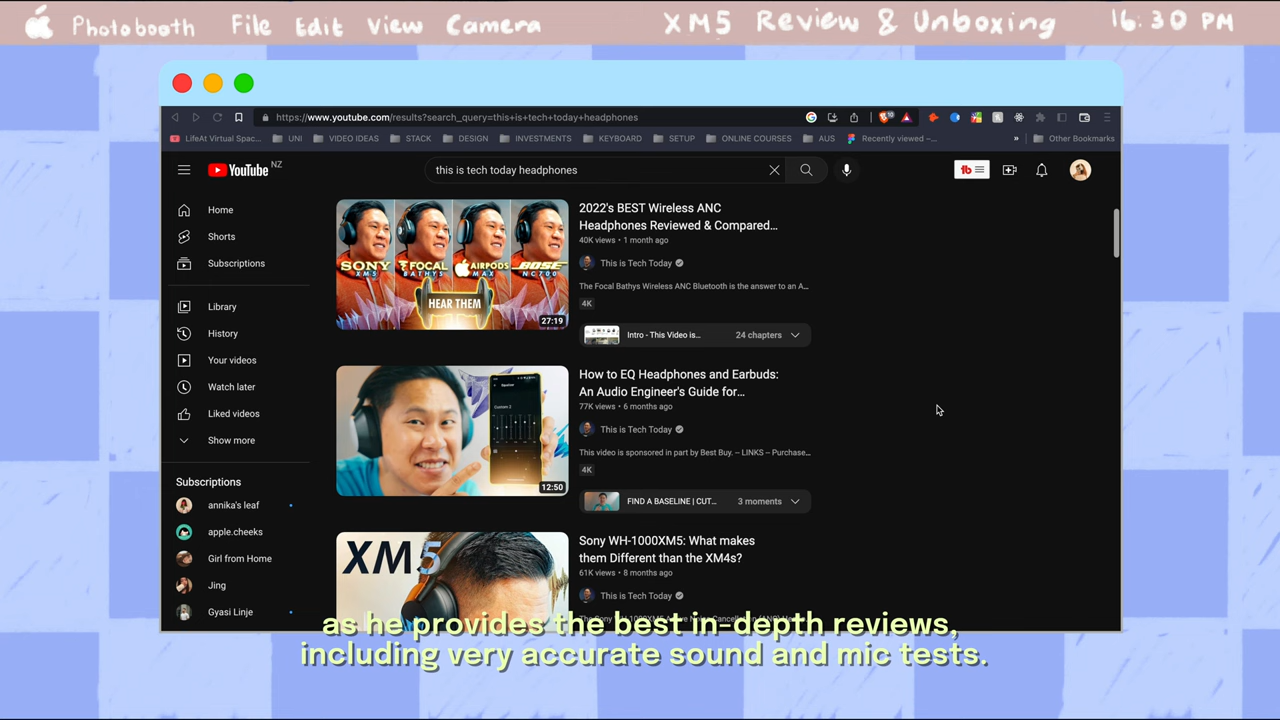 Photobooth File Edit View Camera XM5 Review & Unboxing 16.30 PM
https://www.youtube.com/results?search_query=this+is+tech+today+headphones
LifeAt Virtual Spac... UNI VIDEO IDEAS STACK DESIGN INVESTMENTS KEYBOARD SETUP ONLINE COURSES AUS Recently viewed –... » Other Bookmarks
YouTube NZ
this is tech today headphones
tb
Home
Shorts
Subscriptions
Library
History
Your videos
Watch later
Liked videos
Show more
Subscriptions
annika's leaf
apple.cheeks
Girl from Home
Jing
Gyasi Linje
SONY XM5 FOCAL BATHYS AIRPODS MAX BOSE NC700
HEAR THEM
27:19
2022's BEST Wireless ANC
Headphones Reviewed & Compared...
40K views • 1 month ago
This is Tech Today
The Focal Bathys Wireless ANC Bluetooth is the answer to an A...
4K
Intro - This Video is... 24 chapters
12:50
How to EQ Headphones and Earbuds:
An Audio Engineer's Guide for...
77K views • 6 months ago
This is Tech Today
This video is sponsored in part by Best Buy. -- LINKS -- Purchase...
4K
FIND A BASELINE | CUT... 3 moments
XM5
Sony WH-1000XM5: What makes
them Different than the XM4s?
61K views • 8 months ago
This is Tech Today
as he provides the best in-depth reviews,
including very accurate sound and mic tests.